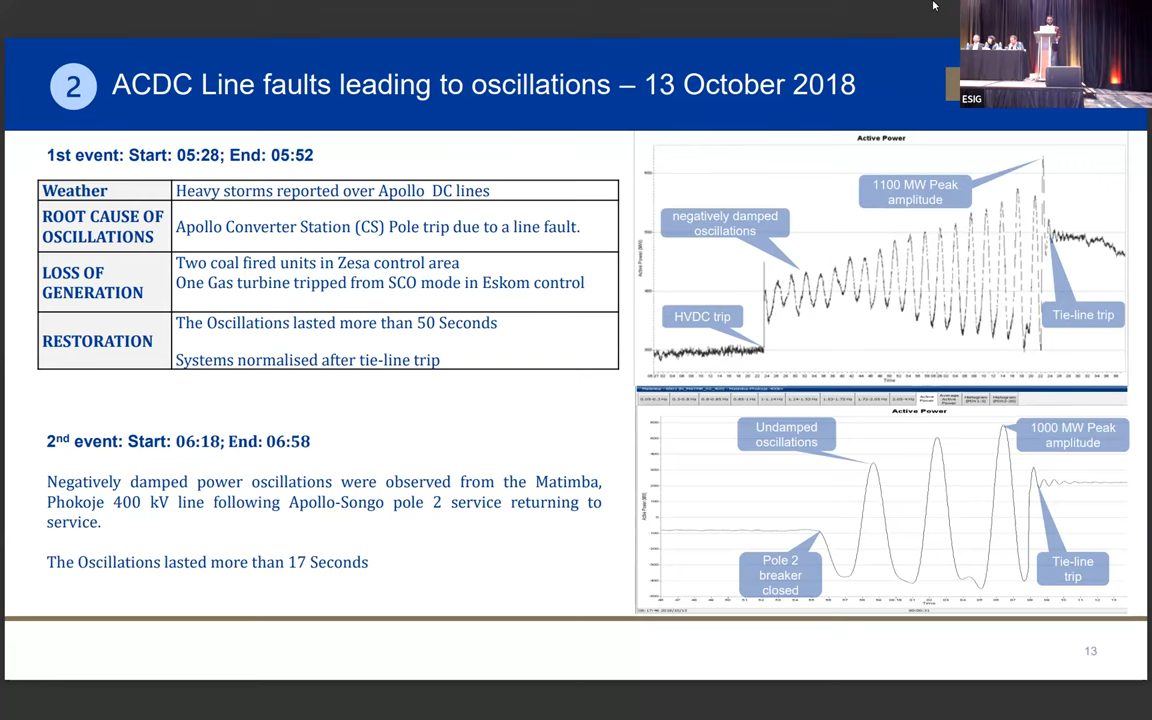 2
ACDC Line faults leading to oscillations – 13 October 2018
ESIG
1st event: Start: 05:28; End: 05:52
Weather
Heavy storms reported over Apollo DC lines
ROOT CAUSE OF
OSCILLATIONS
Apollo Converter Station (CS) Pole trip due to a line fault.
LOSS OF
GENERATION
Two coal fired units in Zesa control area
One Gas turbine tripped from SCO mode in Eskom control
RESTORATION
The Oscillations lasted more than 50 Seconds
Systems normalised after tie-line trip
2nd event: Start: 06:18; End: 06:58
Negatively damped power oscillations were observed from the Matimba,
Phokoje 400 kV line following Apollo-Songo pole 2 service returning to
service.
The Oscillations lasted more than 17 Seconds
Active Power
1100 MW Peak
amplitude
negatively damped
oscillations
HVDC trip
Tie-line trip
Time
Active Power
Undamped
oscillations
1000 MW Peak
amplitude
Pole 2
breaker
closed
Tie-line
trip
Time
13